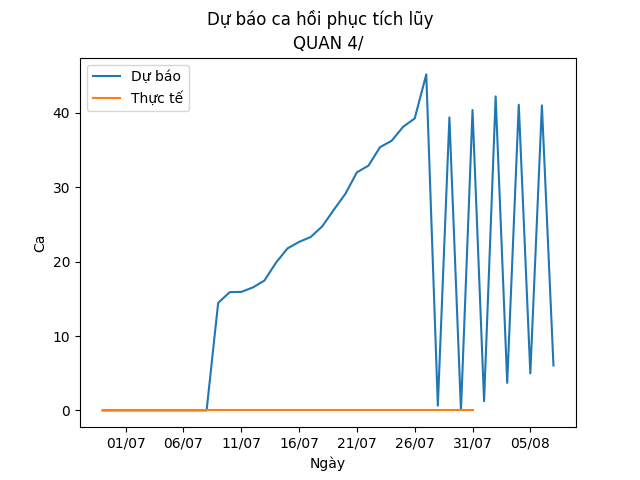 Dự báo ca hồi phục tích lũy
QUAN 4/
Dự báo
Thực tế
40
30
20
10
0
Ca
01/07 06/07 11/07 16/07 21/07 26/07 31/07 05/08
Ngày